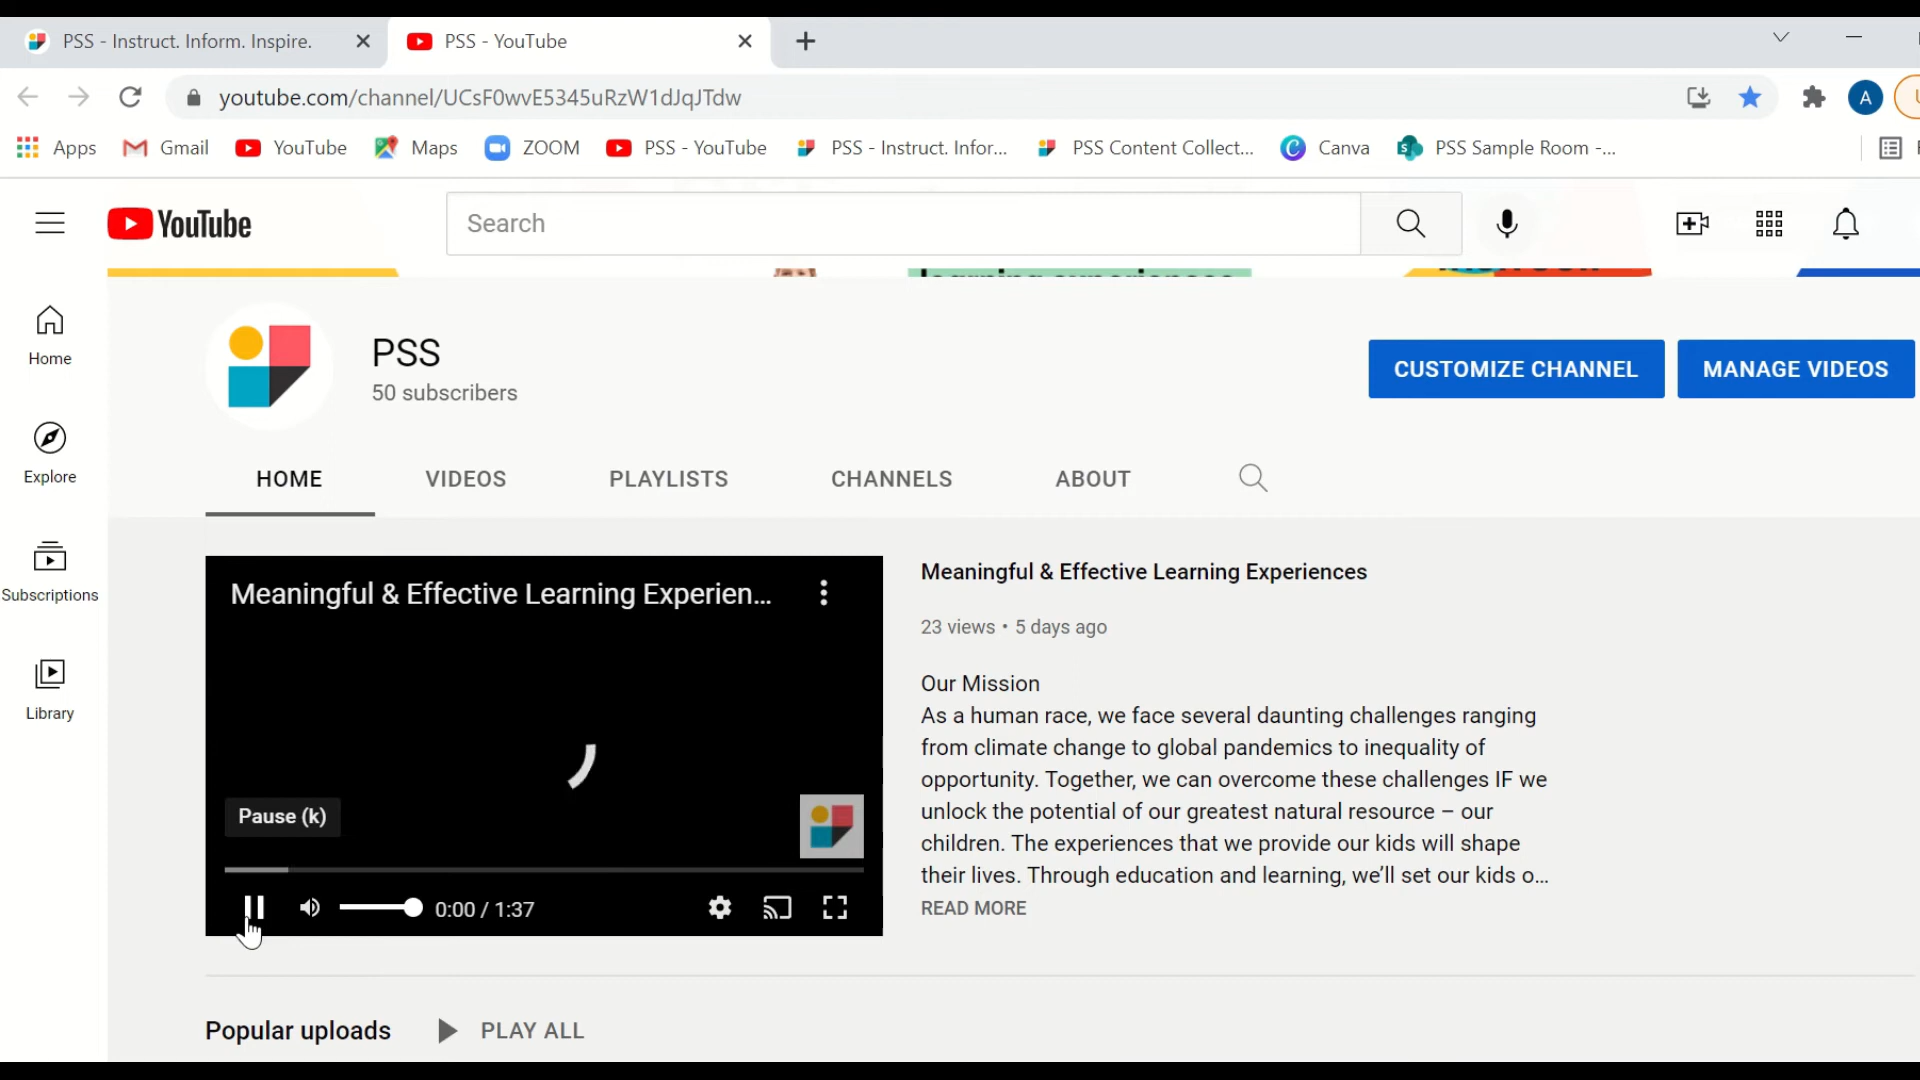 PSS - Instruct. Inform. Inspire.
PSS - YouTube
youtube.com/channel/UCsF0wvE5345uRzW1dJqJTdw
A
Apps
Gmail
YouTube
Maps
ZOOM
PSS - YouTube
PSS - Instruct. Infor...
PSS Content Collect...
Canva
PSS Sample Room -...
YouTube
Search
learning experiences
Home
Explore
Subscriptions
Library
PSS
50 subscribers
CUSTOMIZE CHANNEL
MANAGE VIDEOS
HOME
VIDEOS
PLAYLISTS
CHANNELS
ABOUT
Meaningful & Effective Learning Experien...
Pause (k)
0:00 / 1:37
Meaningful & Effective Learning Experiences
23 views • 5 days ago
Our Mission
As a human race, we face several daunting challenges ranging
from climate change to global pandemics to inequality of
opportunity. Together, we can overcome these challenges IF we
unlock the potential of our greatest natural resource – our
children. The experiences that we provide our kids will shape
their lives. Through education and learning, we'll set our kids o...
READ MORE
Popular uploads
PLAY ALL